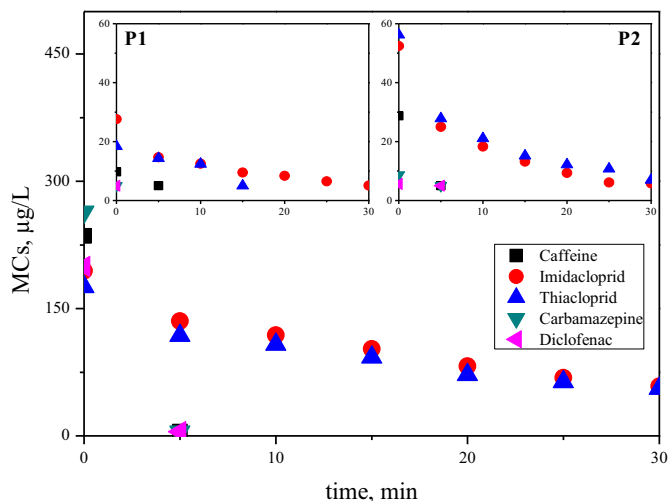 P1
60
40
20
0
0
10
20
30
P2
60
40
20
0
0
10
20
30
MCs, µg/L
450
300
150
0
0
10
20
30
time, min
Caffeine
Imidacloprid
Thiacloprid
Carbamazepine
Diclofenac